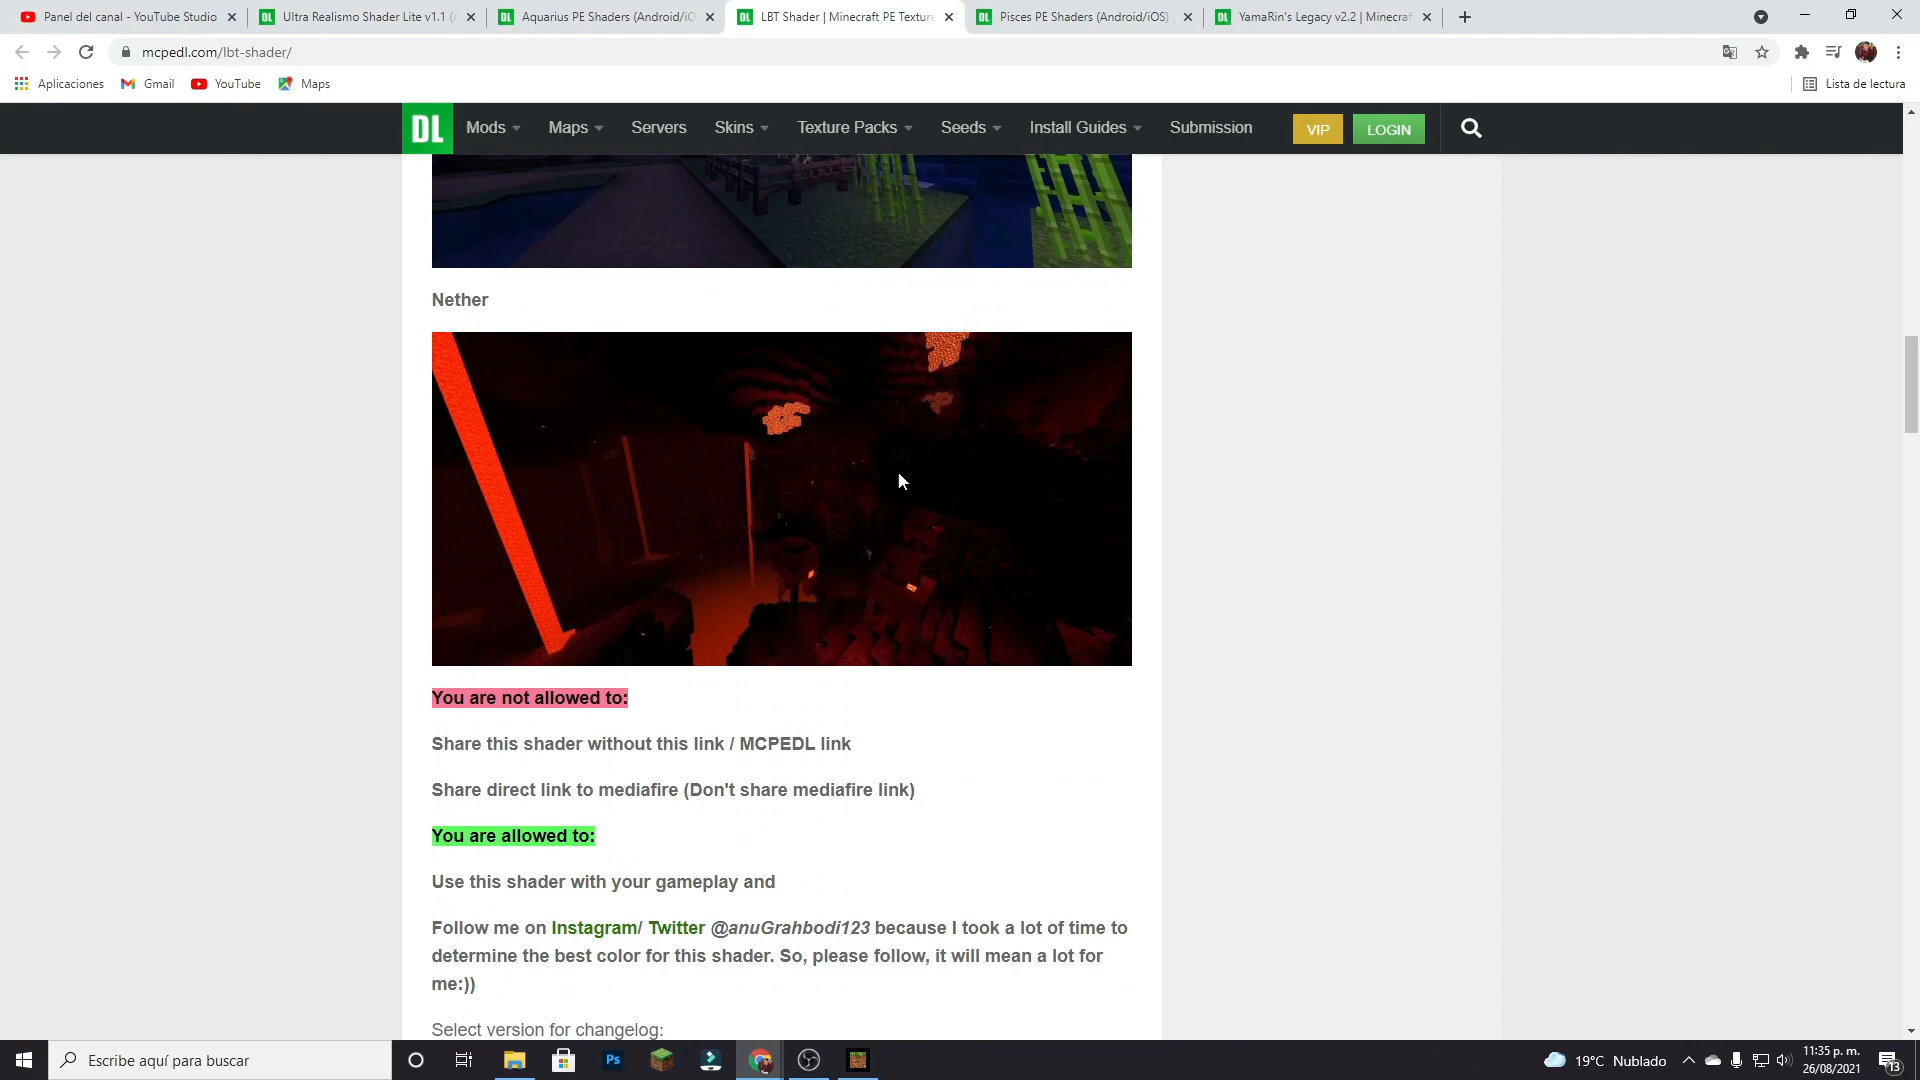 Panel del canal - YouTube Studio
Ultra Realismo Shader Lite v1.1 (
Aquarius PE Shaders (Android/iO
LBT Shader | Minecraft PE Texture
Pisces PE Shaders (Android/iOS)
YamaRin's Legacy v2.2 | Minecraf
mcpedl.com/lbt-shader/
Aplicaciones
Gmail
YouTube
Maps
Lista de lectura
DL
Mods
Maps
Servers
Skins
Texture Packs
Seeds
Install Guides
Submission
VIP
LOGIN
Nether
You are not allowed to:
Share this shader without this link / MCPEDL link
Share direct link to mediafire (Don't share mediafire link)
You are allowed to:
Use this shader with your gameplay and
Follow me on Instagram/ Twitter @anuGrahbodi123 because I took a lot of time to
determine the best color for this shader. So, please follow, it will mean a lot for
me:))
Select version for changelog:
Escribe aquí para buscar
Ps
19°C Nublado
11:35 p. m.
26/08/2021
13